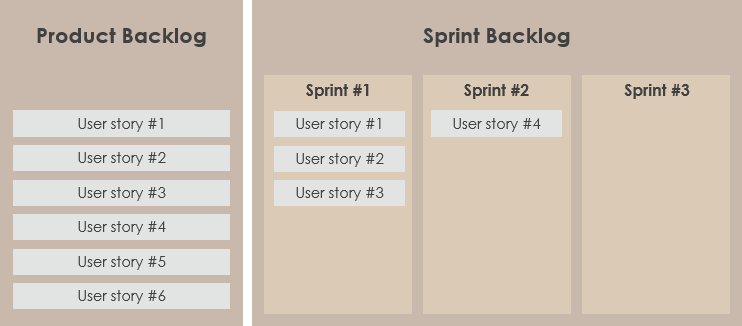 Product Backlog
User story #1
User story #2
User story #3
User story #4
User story #5
User story #6
Sprint Backlog
Sprint #1
User story #1
User story #2
User story #3
Sprint #2
User story #4
Sprint #3